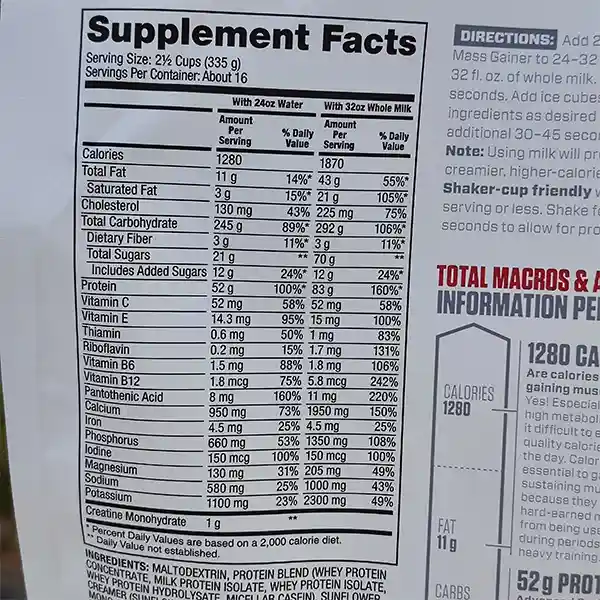 Supplement Facts
Serving Size: 2½ Cups (335 g)
Servings Per Container: About 16
With 24oz Water With 32oz Whole Milk
Amount Per Serving % Daily Value Amount Per Serving % Daily Value
Calories 1280 1870
Total Fat 11 g 14%* 43 g 55%*
Saturated Fat 3 g 15%* 21 g 105%*
Cholesterol 130 mg 43% 225 mg 75%
Total Carbohydrate 245 g 89%* 292 g 106%*
Dietary Fiber 3 g 11%* 3 g 11%*
Total Sugars 21 g ** 70 g **
Includes Added Sugars 12 g 24%* 12 g 24%*
Protein 52 g 100%* 83 g 160%*
Vitamin C 52 mg 58% 52 mg 58%
Vitamin E 14.3 mg 95% 15 mg 100%
Thiamin 0.6 mg 50% 1 mg 83%
Riboflavin 0.2 mg 15% 1.7 mg 131%
Vitamin B6 1.5 mg 88% 1.8 mg 106%
Vitamin B12 1.8 mcg 75% 5.8 mcg 242%
Pantothenic Acid 8 mg 160% 11 mg 220%
Calcium 950 mg 73% 1950 mg 150%
Iron 4.5 mg 25% 4.5 mg 25%
Phosphorus 660 mg 53% 1350 mg 108%
Iodine 150 mcg 100% 150 mcg 100%
Magnesium 130 mg 31% 205 mg 49%
Sodium 580 mg 25% 1000 mg 43%
Potassium 1100 mg 23% 2300 mg 49%
Creatine Monohydrate 1 g **
* Percent Daily Values are based on a 2,000 calorie diet.
** Daily Value not established.
INGREDIENTS: MALTODEXTRIN, PROTEIN BLEND (WHEY PROTEIN
CONCENTRATE, MILK PROTEIN ISOLATE, WHEY PROTEIN ISOLATE,
WHEY PROTEIN HYDROLYSATE, MICELLAR CASEIN), SUNFLOWER
DIRECTIONS: Add 2
Mass Gainer to 24-32
32 fl. oz. of whole milk.
seconds. Add ice cubes
ingredients as desired
additional 30-45 secon
Note: Using milk will pr
creamier, higher-calorie
Shaker-cup friendly w
serving or less. Shake f
seconds to allow for pro
TOTAL MACROS & A
INFORMATION PE
CALORIES
1280
FAT
11 g
CARBS
1280 CA
Are calories
gaining mus
Yes! Especial
high metabol
it difficult to e
quality calorie
the day. Calor
essential to ga
sustaining mu
because they
hard-earned m
from being use
during periods
heavy training.
52 g PROT